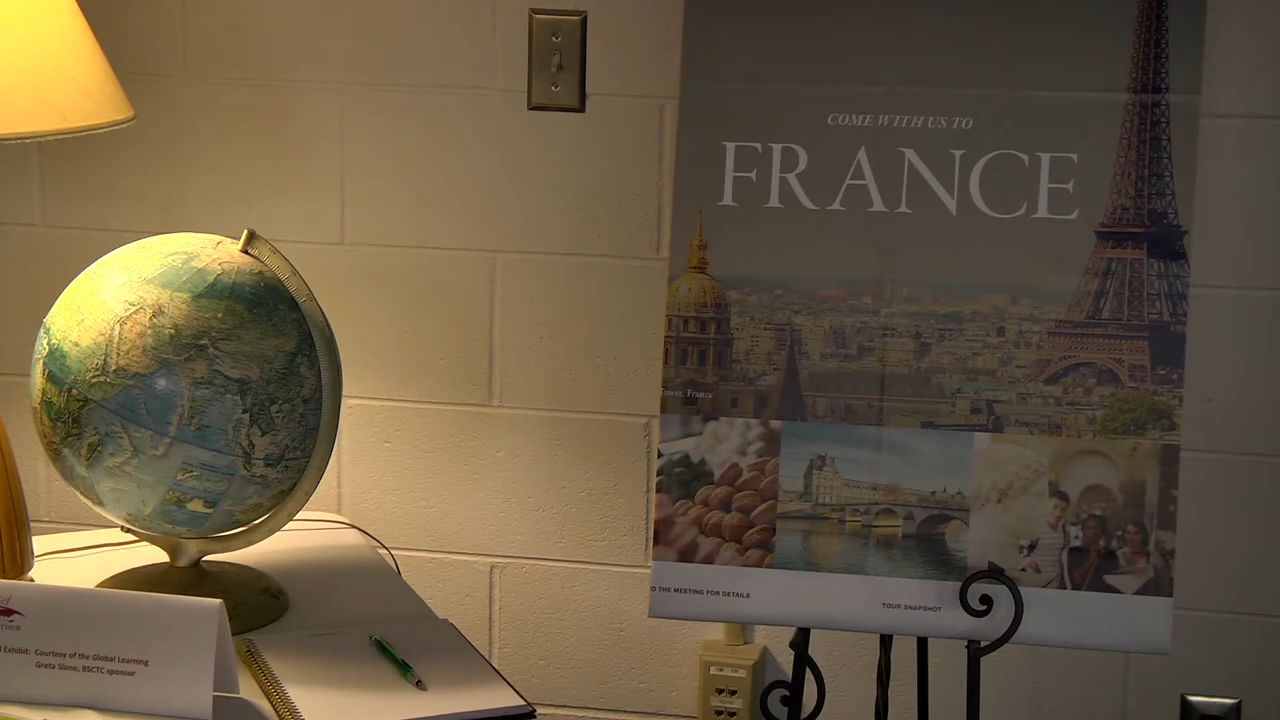 COME WITH US TO
FRANCE
ower, France
O THE MEETING FOR DETAILS
TOUR SNAPSHOT
Exhibit: Courtesy of the Global Learning
Greta Slone, BSCTC sponsor